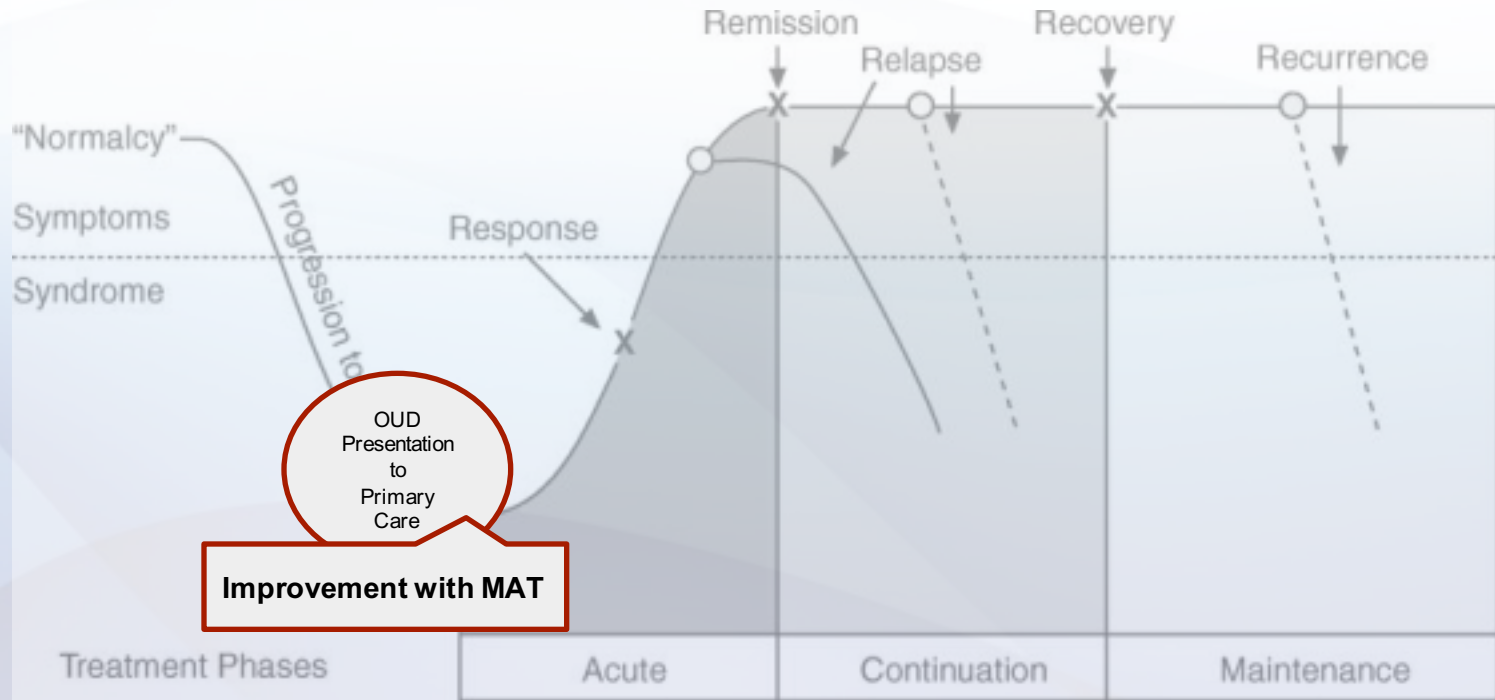 Remission
Recovery
Relapse
Recurrence
"Normalcy"
Progression to
Symptoms
Response
Syndrome
X
X
X
OUD
Presentation
to
Primary
Care
Improvement with MAT
Treatment Phases
Acute
Continuation
Maintenance